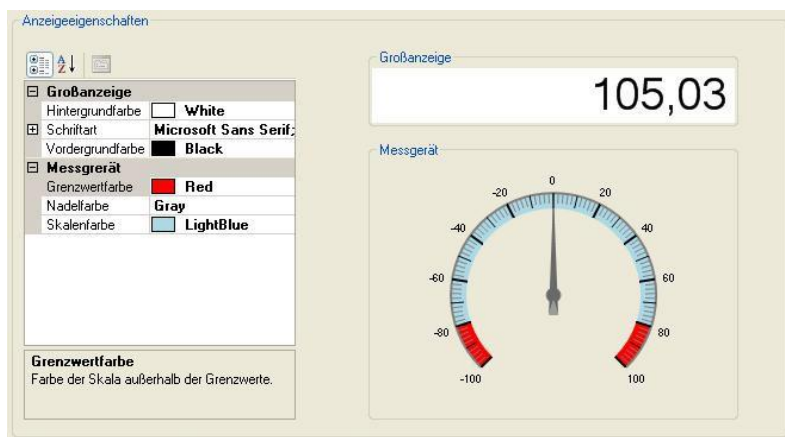 Anzeigeeigenschaften
Großanzeige
Hintergrundfarbe White
Schriftart Microsoft Sans Serif;
Vordergrundfarbe Black
Messgrerät
Grenzwertfarbe Red
Nadelfarbe Gray
Skalenfarbe LightBlue
Grenzwertfarbe
Farbe der Skala außerhalb der Grenzwerte.
Großanzeige
105,03
Messgerät
0
-20 20
-40 40
-60 60
-80 80
-100 100